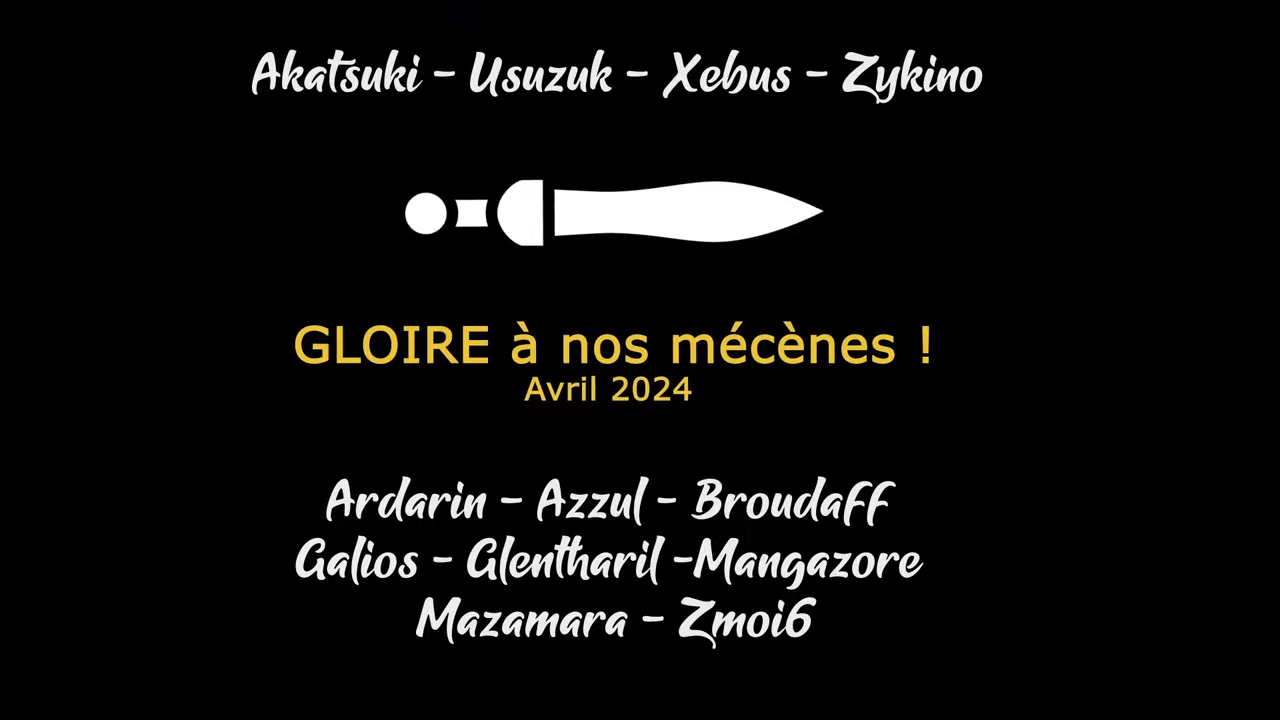 Akatsuki - Usuzuk - Xebus - Zykino
GLOIRE à nos mécènes !
Avril 2024
Ardarin - Azzul - Broudaff
Galios - Glentharil -Mangazore
Mazamara - Zmoi6